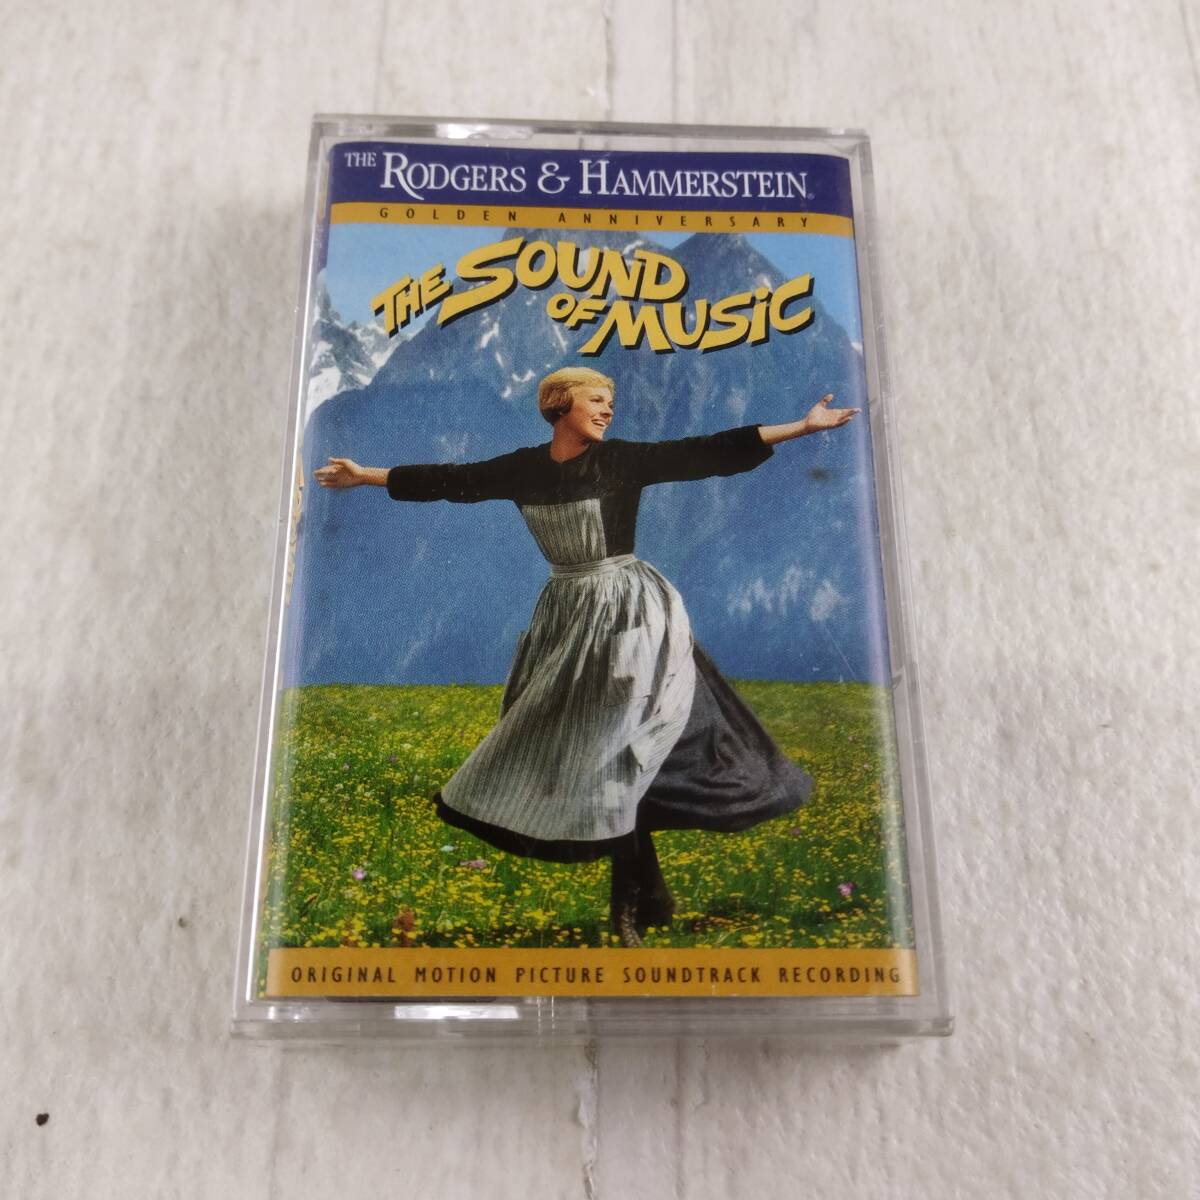 THE RODGERS & HAMMERSTEIN®
GOLDEN ANNIVERSARY
THE SOUND
OF MUSIC
ORIGINAL MOTION PICTURE SOUNDTRACK RECORDING